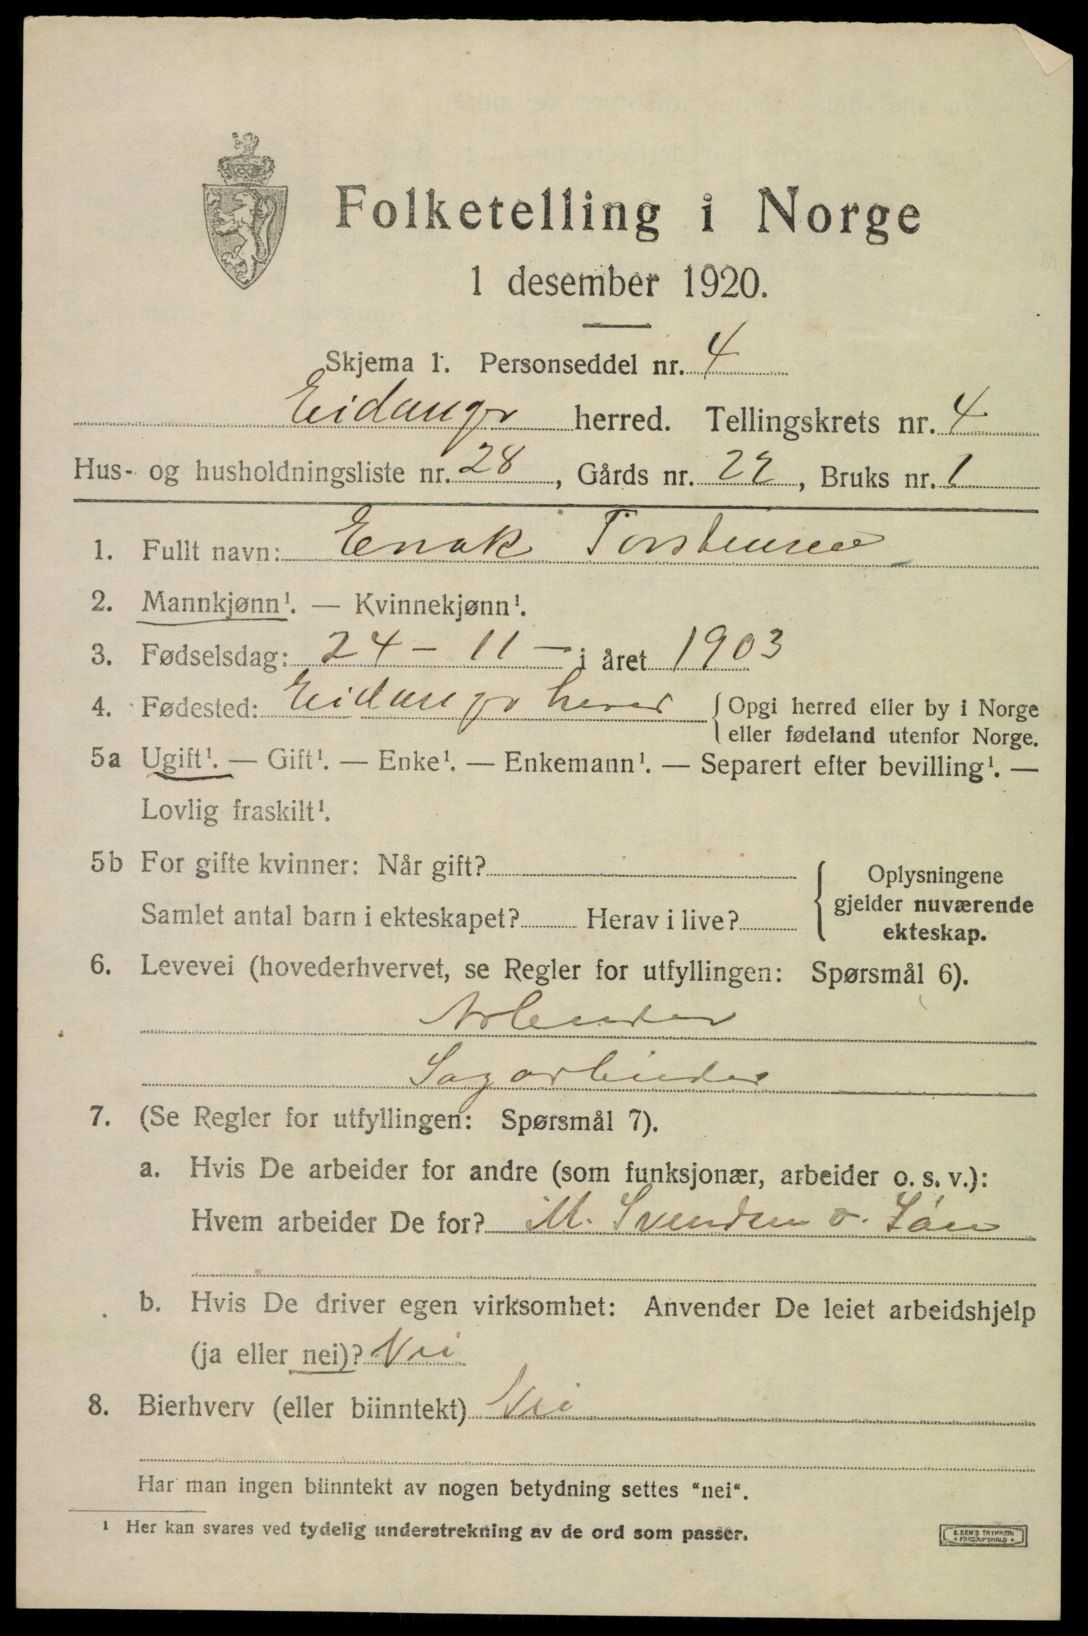 Folketelling i Norge
1 desember 1920.
Skjema 1. Personseddel nr. 4
Eidanger herred. Tellingskrets nr. 4
Hus- og husholdningsliste nr. 28, Gårds nr. 22, Bruks nr. 1
1. Fullt navn: Enok Torstensen
2. Mannkjønn¹. — Kvinnekjønn¹.
3. Fødselsdag: 24 - 11 - i året 1903
4. Fødested: Eidanger herred { Opgi herred eller by i Norge
eller fødeland utenfor Norge.
5a Ugift¹. — Gift¹. — Enke¹. — Enkemann¹. — Separert efter bevilling¹. —
Lovlig fraskilt¹.
5b For gifte kvinner: Når gift?
Samlet antal barn i ekteskapet? Herav i live?
Oplysningene
gjelder nuværende
ekteskap.
6. Levevei (hovederhvervet, se Regler for utfyllingen: Spørsmål 6).
Arbeider
Sagarbeider
7. (Se Regler for utfyllingen: Spørsmål 7).
a. Hvis De arbeider for andre (som funksjonær, arbeider o. s. v.):
Hvem arbeider De for? M. Svendsen o. Søn
b. Hvis De driver egen virksomhet: Anvender De leiet arbeidshjelp
(ja eller nei)? Nei
8. Bierhverv (eller biinntekt) Nei
Har man ingen biinntekt av nogen betydning settes "nei".
¹ Her kan svares ved tydelig understrekning av de ord som passer.
E. SEM'S TRYKKERI
FREDRIKSHALD